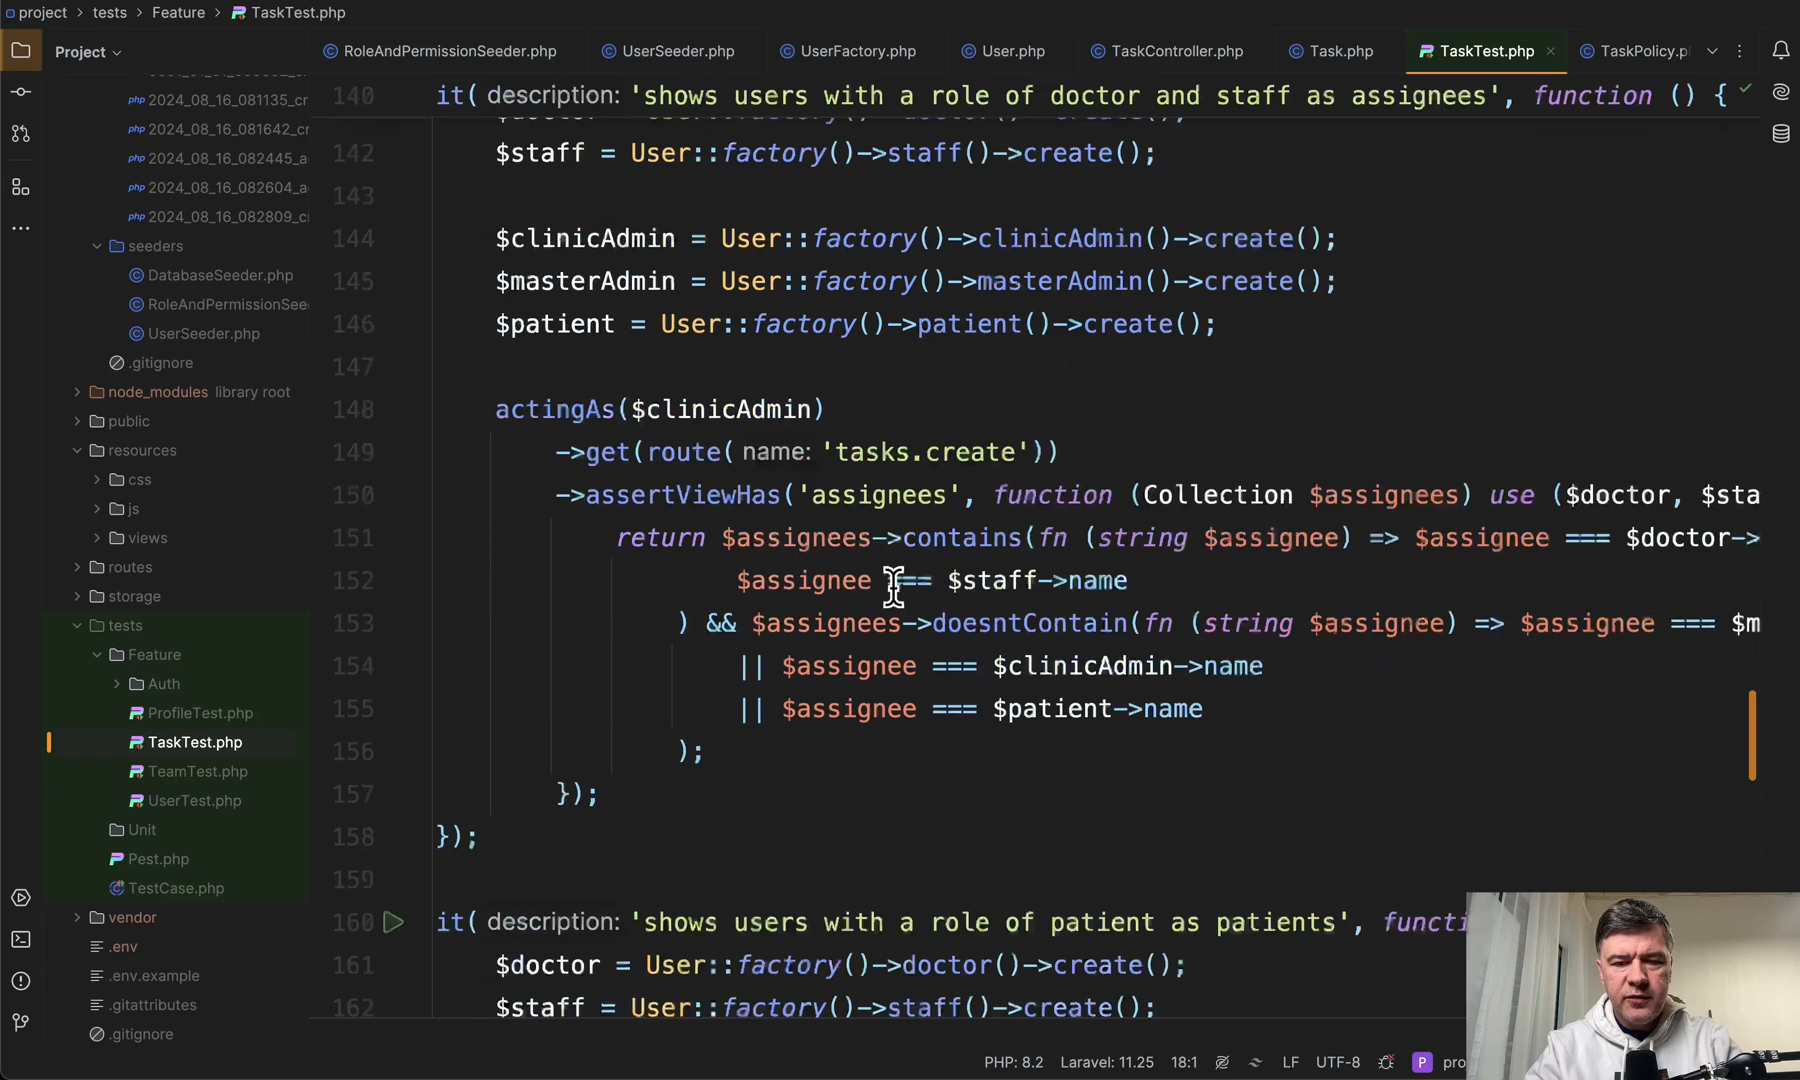 project > tests > Feature > TaskTest.php
Project
RoleAndPermissionSeeder.php
UserSeeder.php
UserFactory.php
User.php
TaskController.php
Task.php
TaskTest.php
TaskPolicy.p
2024_08_16_081135_cr
2024_08_16_081642_cr
2024_08_16_082445_a
2024_08_16_082604_a
2024_08_16_082809_c
seeders
DatabaseSeeder.php
RoleAndPermissionSee
UserSeeder.php
.gitignore
node_modules library root
public
resources
css
js
views
routes
storage
tests
Feature
Auth
ProfileTest.php
TaskTest.php
TeamTest.php
UserTest.php
Unit
Pest.php
TestCase.php
vendor
.env
.env.example
.gitattributes
.gitignore
140 it( description: 'shows users with a role of doctor and staff as assignees', function () {
142 $staff = User::factory()->staff()->create();
143
144 $clinicAdmin = User::factory()->clinicAdmin()->create();
145 $masterAdmin = User::factory()->masterAdmin()->create();
146 $patient = User::factory()->patient()->create();
147
148 actingAs($clinicAdmin)
149 ->get(route( name: 'tasks.create'))
150 ->assertViewHas('assignees', function (Collection $assignees) use ($doctor, $sta
151 return $assignees->contains(fn (string $assignee) => $assignee === $doctor->
152 $assignee === $staff->name
153 ) && $assignees->doesntContain(fn (string $assignee) => $assignee === $m
154 || $assignee === $clinicAdmin->name
155 || $assignee === $patient->name
156 );
157 });
158 });
159
160 it( description: 'shows users with a role of patient as patients', functi
161 $doctor = User::factory()->doctor()->create();
162 $staff = User::factory()->staff()->create();
PHP: 8.2 Laravel: 11.25 18:1 LF UTF-8 P pro